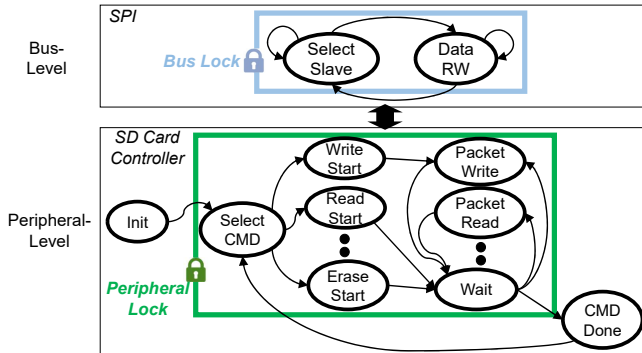 SPI
Bus-
Level
Bus Lock
Select
Slave
Data
RW
SD Card
Controller
Peripheral-
Level
Init
Select
CMD
Write
Start
Read
Start
Erase
Start
Packet
Write
Packet
Read
Wait
CMD
Done
Peripheral
Lock